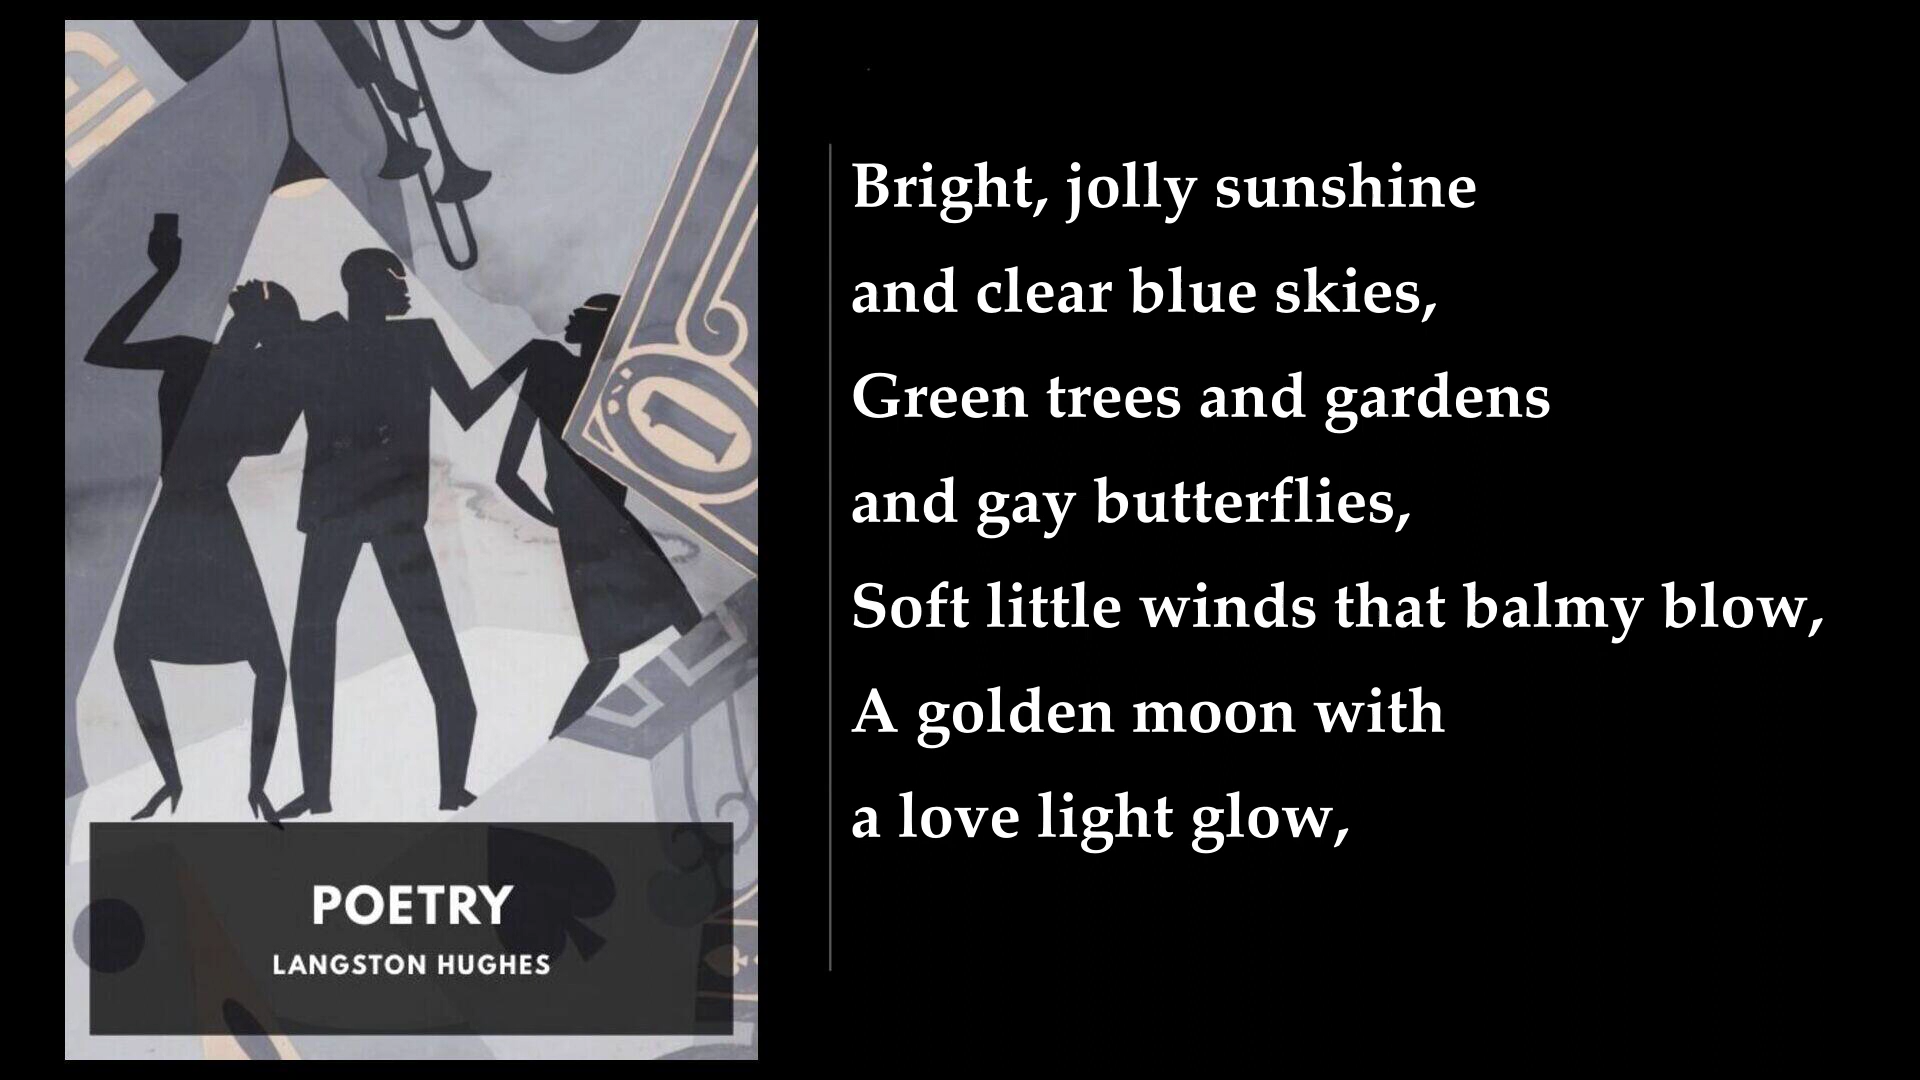 Bright, jolly sunshine
and clear blue skies,
Green trees and gardens
and gay butterflies,
Soft little winds that balmy blow,
A golden moon with
a love light glow,
1
POETRY
LANGSTON HUGHES